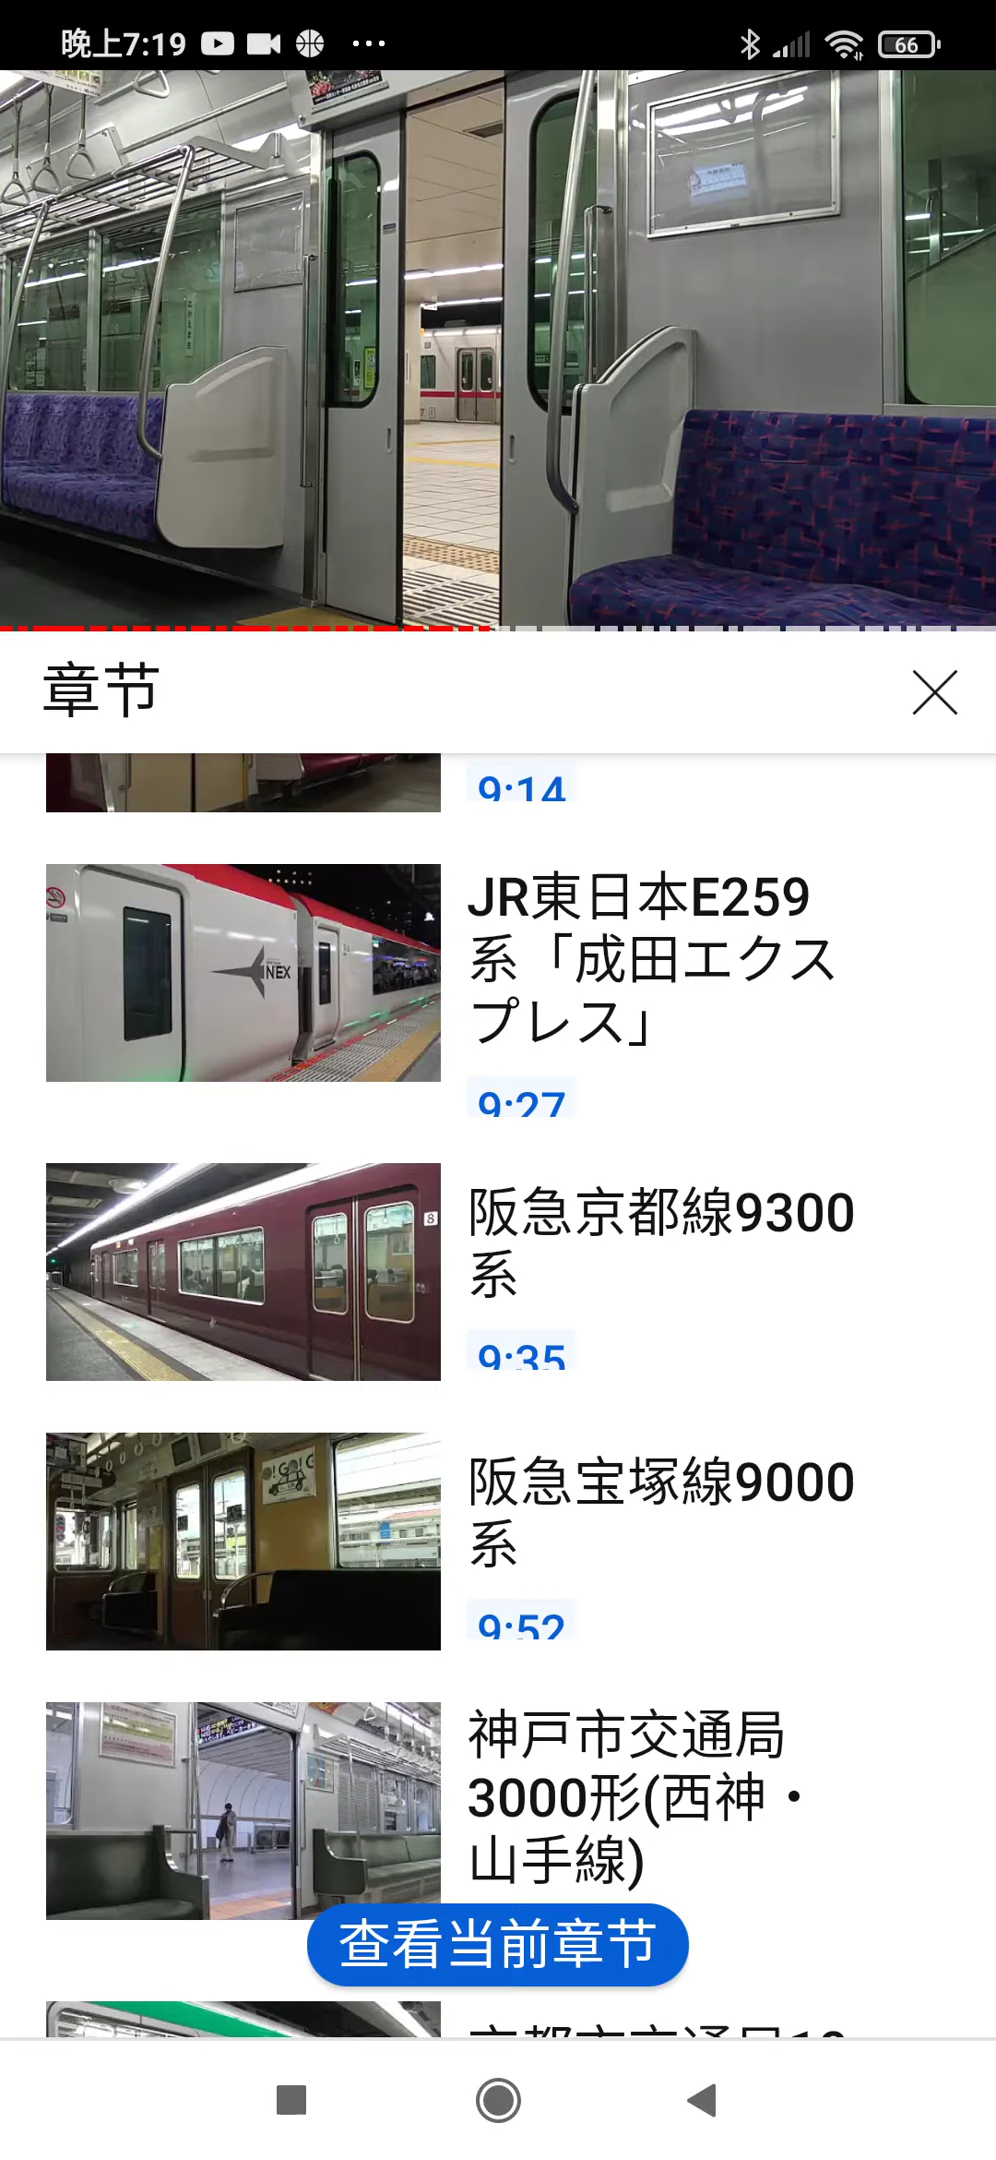 晚上7:19
66
章节
9:14
NEX
JR東日本E259
系「成田エクス
プレス」
9:27
8
阪急京都線9300
系
9:35
阪急宝塚線9000
系
9:52
神戸市交通局
3000形(西神・
山手線)
查看当前章节